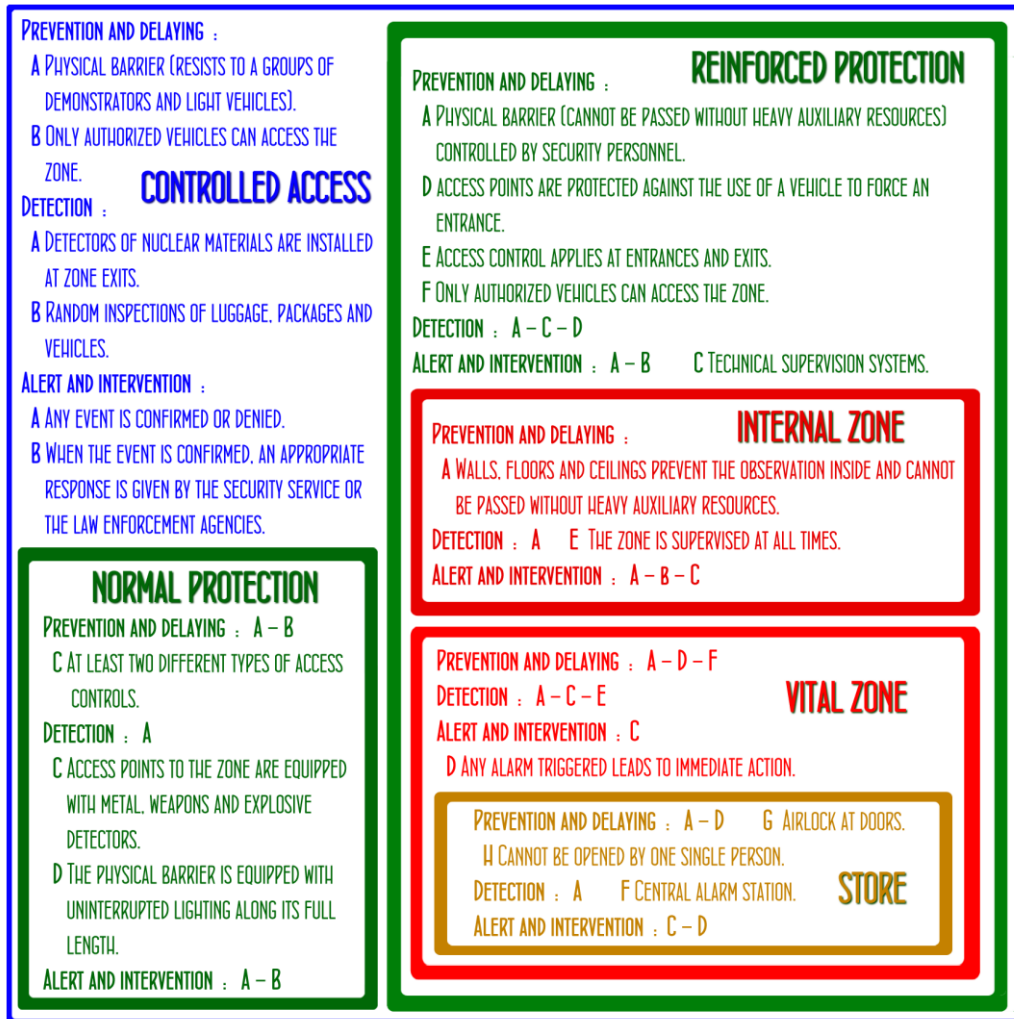 PREVENTION AND DELAYING :
A PHYSICAL BARRIER (RESISTS TO A GROUPS OF
DEMONSTRATORS AND LIGHT VEHICLES).
B ONLY AUTHORIZED VEHICLES CAN ACCESS THE
ZONE.
CONTROLLED ACCESS
DETECTION :
A DETECTORS OF NUCLEAR MATERIALS ARE INSTALLED
AT ZONE EXITS.
B RANDOM INSPECTIONS OF LUGGAGE, PACKAGES AND
VEHICLES.
ALERT AND INTERVENTION :
A ANY EVENT IS CONFIRMED OR DENIED.
B WHEN THE EVENT IS CONFIRMED, AN APPROPRIATE
RESPONSE IS GIVEN BY THE SECURITY SERVICE OR
THE LAW ENFORCEMENT AGENCIES.
NORMAL PROTECTION
PREVENTION AND DELAYING : A – B
C AT LEAST TWO DIFFERENT TYPES OF ACCESS
CONTROLS.
DETECTION : A
C ACCESS POINTS TO THE ZONE ARE EQUIPPED
WITH METAL, WEAPONS AND EXPLOSIVE
DETECTORS.
D THE PHYSICAL BARRIER IS EQUIPPED WITH
UNINTERRUPTED LIGHTING ALONG ITS FULL
LENGTH.
ALERT AND INTERVENTION : A – B
REINFORCED PROTECTION
PREVENTION AND DELAYING :
A PHYSICAL BARRIER (CANNOT BE PASSED WITHOUT HEAVY AUXILIARY RESOURCES)
CONTROLLED BY SECURITY PERSONNEL.
D ACCESS POINTS ARE PROTECTED AGAINST THE USE OF A VEHICLE TO FORCE AN
ENTRANCE.
E ACCESS CONTROL APPLIES AT ENTRANCES AND EXITS.
F ONLY AUTHORIZED VEHICLES CAN ACCESS THE ZONE.
DETECTION : A – C – D
ALERT AND INTERVENTION : A – B C TECHNICAL SUPERVISION SYSTEMS.
INTERNAL ZONE
PREVENTION AND DELAYING :
A WALLS, FLOORS AND CEILINGS PREVENT THE OBSERVATION INSIDE AND CANNOT
BE PASSED WITHOUT HEAVY AUXILIARY RESOURCES.
DETECTION : A E THE ZONE IS SUPERVISED AT ALL TIMES.
ALERT AND INTERVENTION : A – B – C
PREVENTION AND DELAYING : A – D – F
DETECTION : A – C – E
VITAL ZONE
ALERT AND INTERVENTION : C
D ANY ALARM TRIGGERED LEADS TO IMMEDIATE ACTION.
PREVENTION AND DELAYING : A – D G AIRLOCK AT DOORS.
H CANNOT BE OPENED BY ONE SINGLE PERSON.
DETECTION : A F CENTRAL ALARM STATION.
STORE
ALERT AND INTERVENTION : C – D